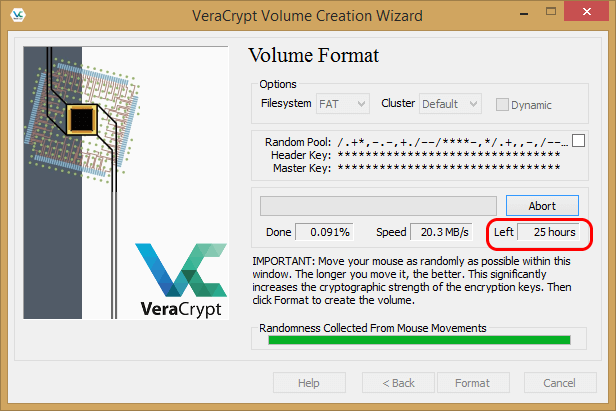 VeraCrypt Volume Creation Wizard
Volume Format
Options
Filesystem FAT Cluster Default Dynamic
Random Pool: /.+*,-.-,+./--/****-,*/.+,,-,/--...
Header Key: ********************************
Master Key: ********************************
Abort
Done 0.091% Speed 20.3 MB/s Left 25 hours
IMPORTANT: Move your mouse as randomly as possible within this
window. The longer you move it, the better. This significantly
increases the cryptographic strength of the encryption keys. Then
click Format to create the volume.
Randomness Collected From Mouse Movements
VeraCrypt
Help < Back Format Cancel